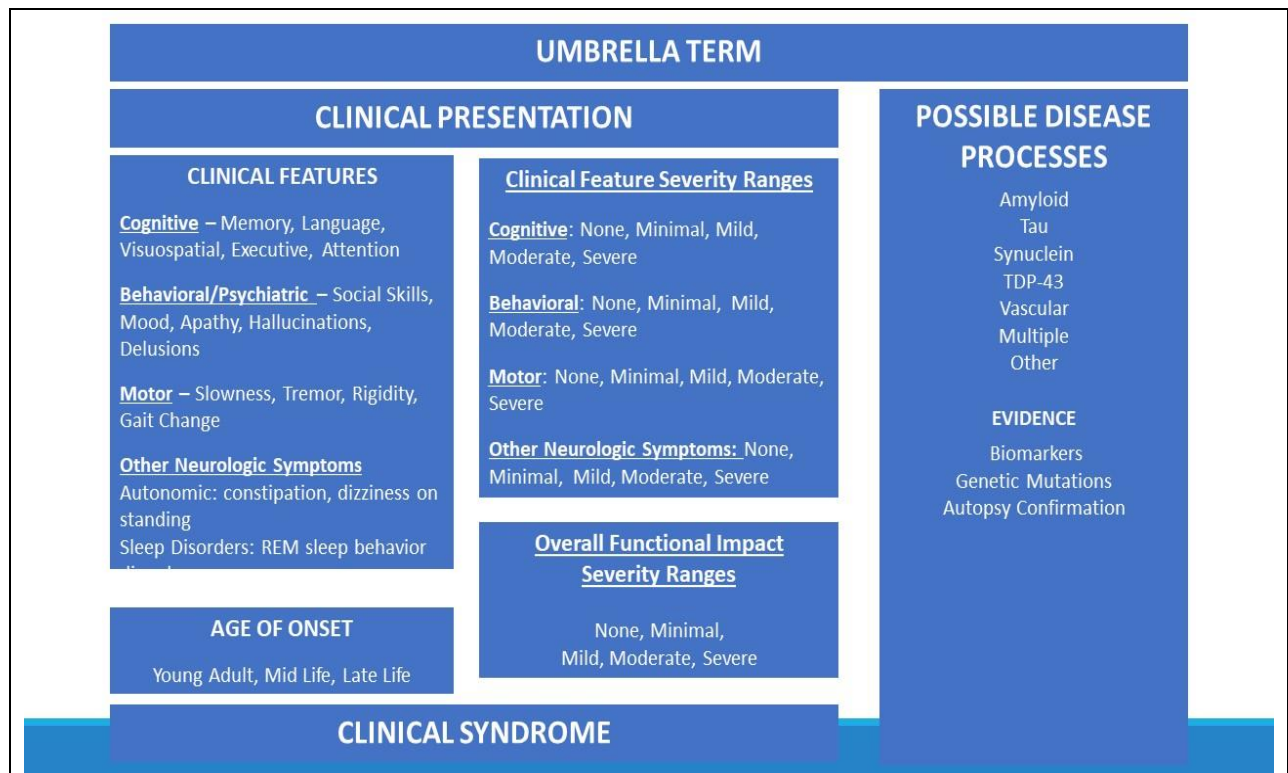 UMBRELLA TERM
CLINICAL PRESENTATION
CLINICAL FEATURES
Cognitive – Memory, Language,
Visuospatial, Executive, Attention
Behavioral/Psychiatric – Social Skills,
Mood, Apathy, Hallucinations,
Delusions
Motor – Slowness, Tremor, Rigidity,
Gait Change
Other Neurologic Symptoms
Autonomic: constipation, dizziness on
standing
Sleep Disorders: REM sleep behavior
AGE OF ONSET
Young Adult, Mid Life, Late Life
Clinical Feature Severity Ranges
Cognitive: None, Minimal, Mild,
Moderate, Severe
Behavioral: None, Minimal, Mild,
Moderate, Severe
Motor: None, Minimal, Mild, Moderate,
Severe
Other Neurologic Symptoms: None,
Minimal, Mild, Moderate, Severe
Overall Functional Impact
Severity Ranges
None, Minimal,
Mild, Moderate, Severe
CLINICAL SYNDROME
POSSIBLE DISEASE
PROCESSES
Amyloid
Tau
Synuclein
TDP-43
Vascular
Multiple
Other
EVIDENCE
Biomarkers
Genetic Mutations
Autopsy Confirmation